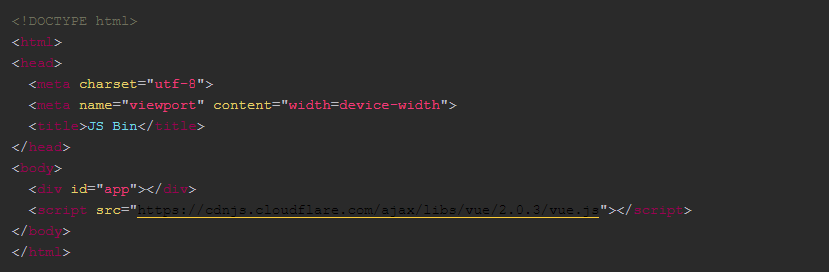 <!DOCTYPE html>
<html>
<head>
  <meta charset="utf-8">
  <meta name="viewport" content="width=device-width">
  <title>JS Bin</title>
</head>
<body>
  <div id="app"></div>
  <script src="https://cdnjs.cloudflare.com/ajax/libs/vue/2.0.3/vue.js"></script>
</body>
</html>